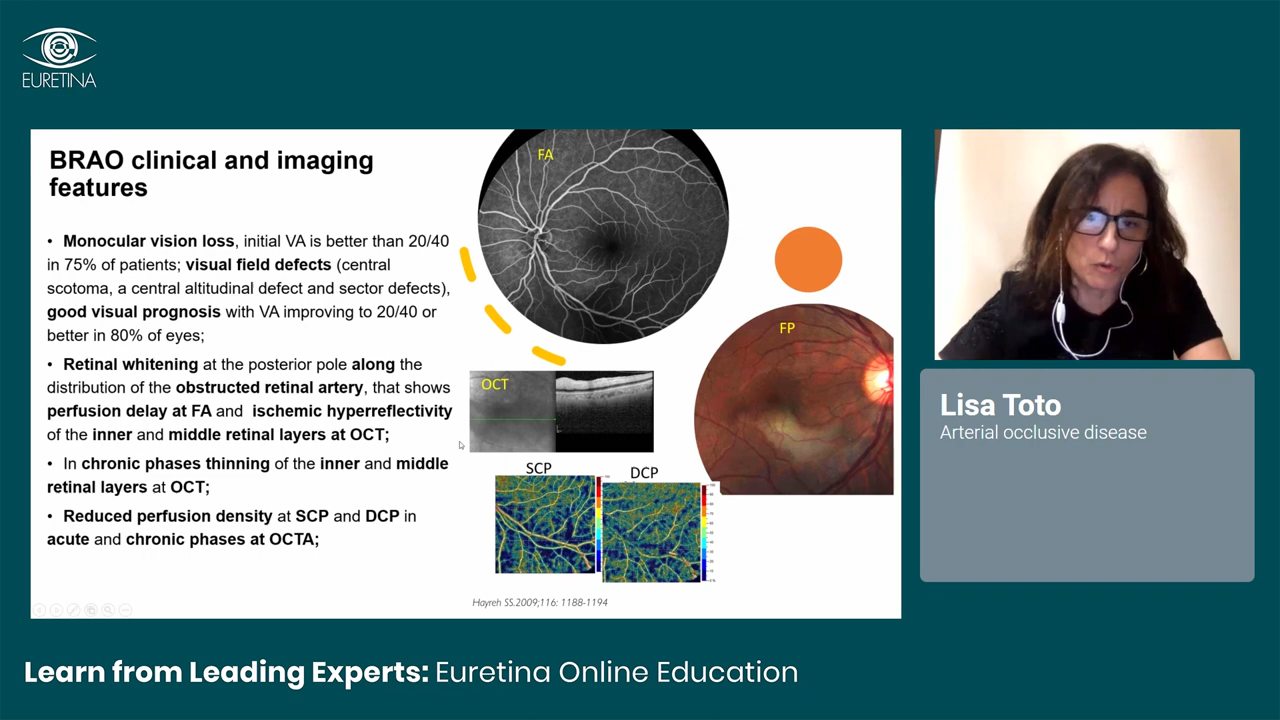 EURETINA
BRAO clinical and imaging
features
• Monocular vision loss, initial VA is better than 20/40
in 75% of patients; visual field defects (central
scotoma, a central altitudinal defect and sector defects),
good visual prognosis with VA improving to 20/40 or
better in 80% of eyes;
• Retinal whitening at the posterior pole along the
distribution of the obstructed retinal artery, that shows
perfusion delay at FA and ischemic hyperreflectivity
of the inner and middle retinal layers at OCT;
• In chronic phases thinning of the inner and middle
retinal layers at OCT;
• Reduced perfusion density at SCP and DCP in
acute and chronic phases at OCTA;
FA
FP
OCT
SCP
DCP
Hayreh SS.2009;116: 1188-1194
Lisa Toto
Arterial occlusive disease
Learn from Leading Experts: Euretina Online Education